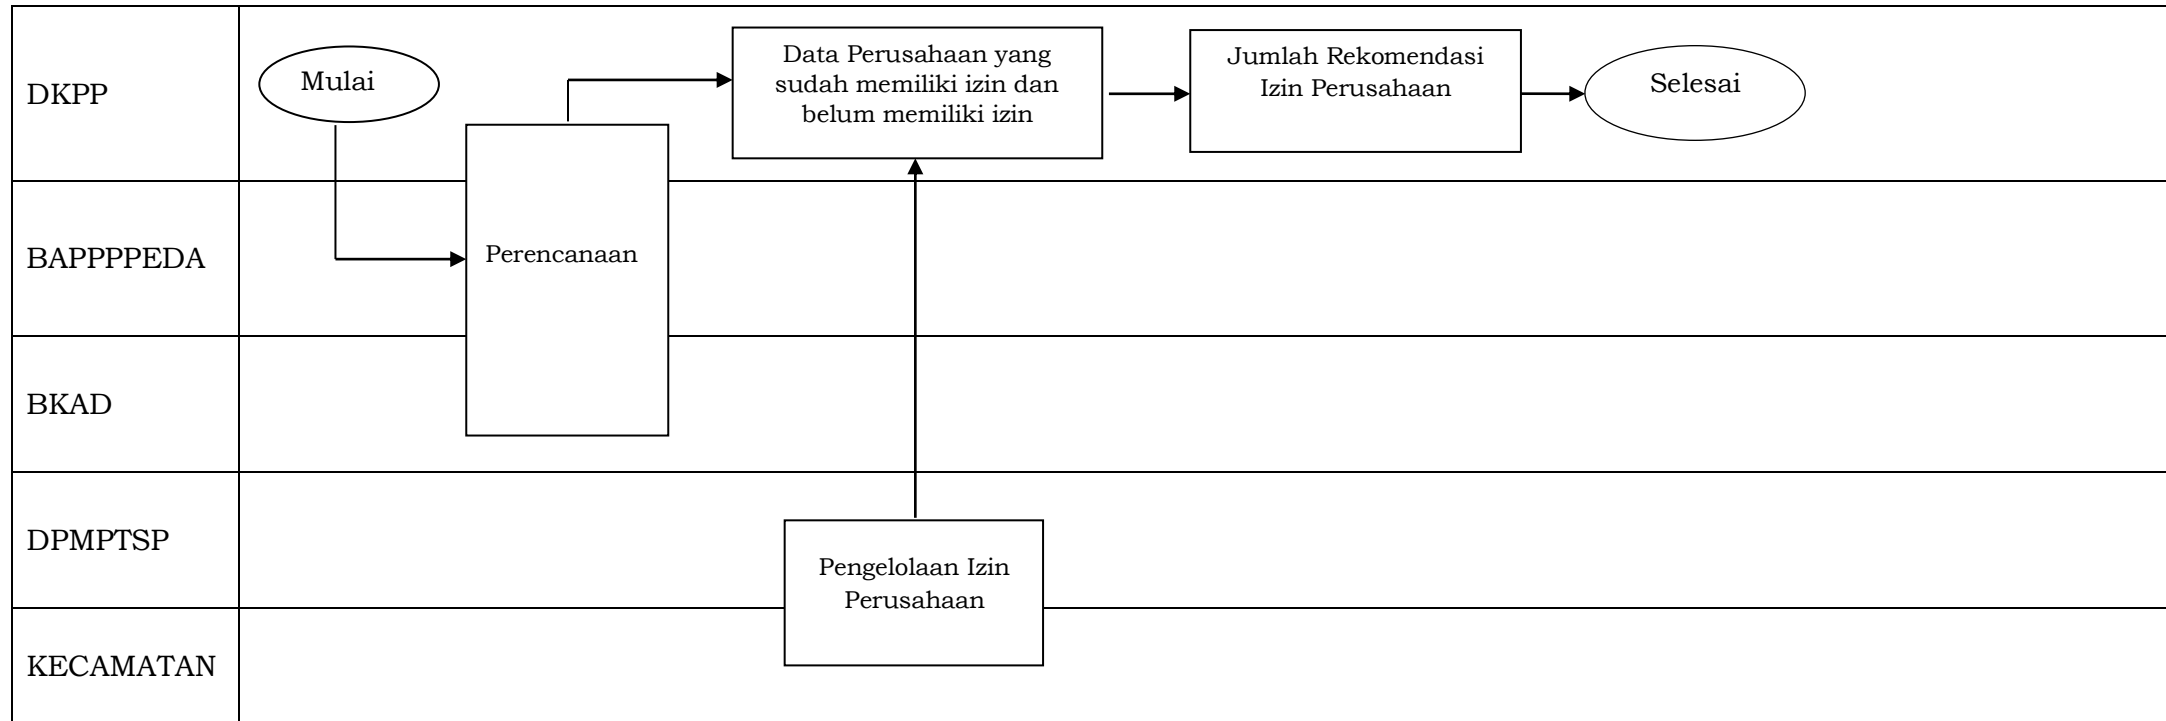 DKPP
Mulai
Data Perusahaan yang
sudah memiliki izin dan
belum memiliki izin
Jumlah Rekomendasi
Izin Perusahaan
Selesai
BAPPPPEDA
Perencanaan
BKAD
DPMPTSP
Pengelolaan Izin
Perusahaan
KECAMATAN